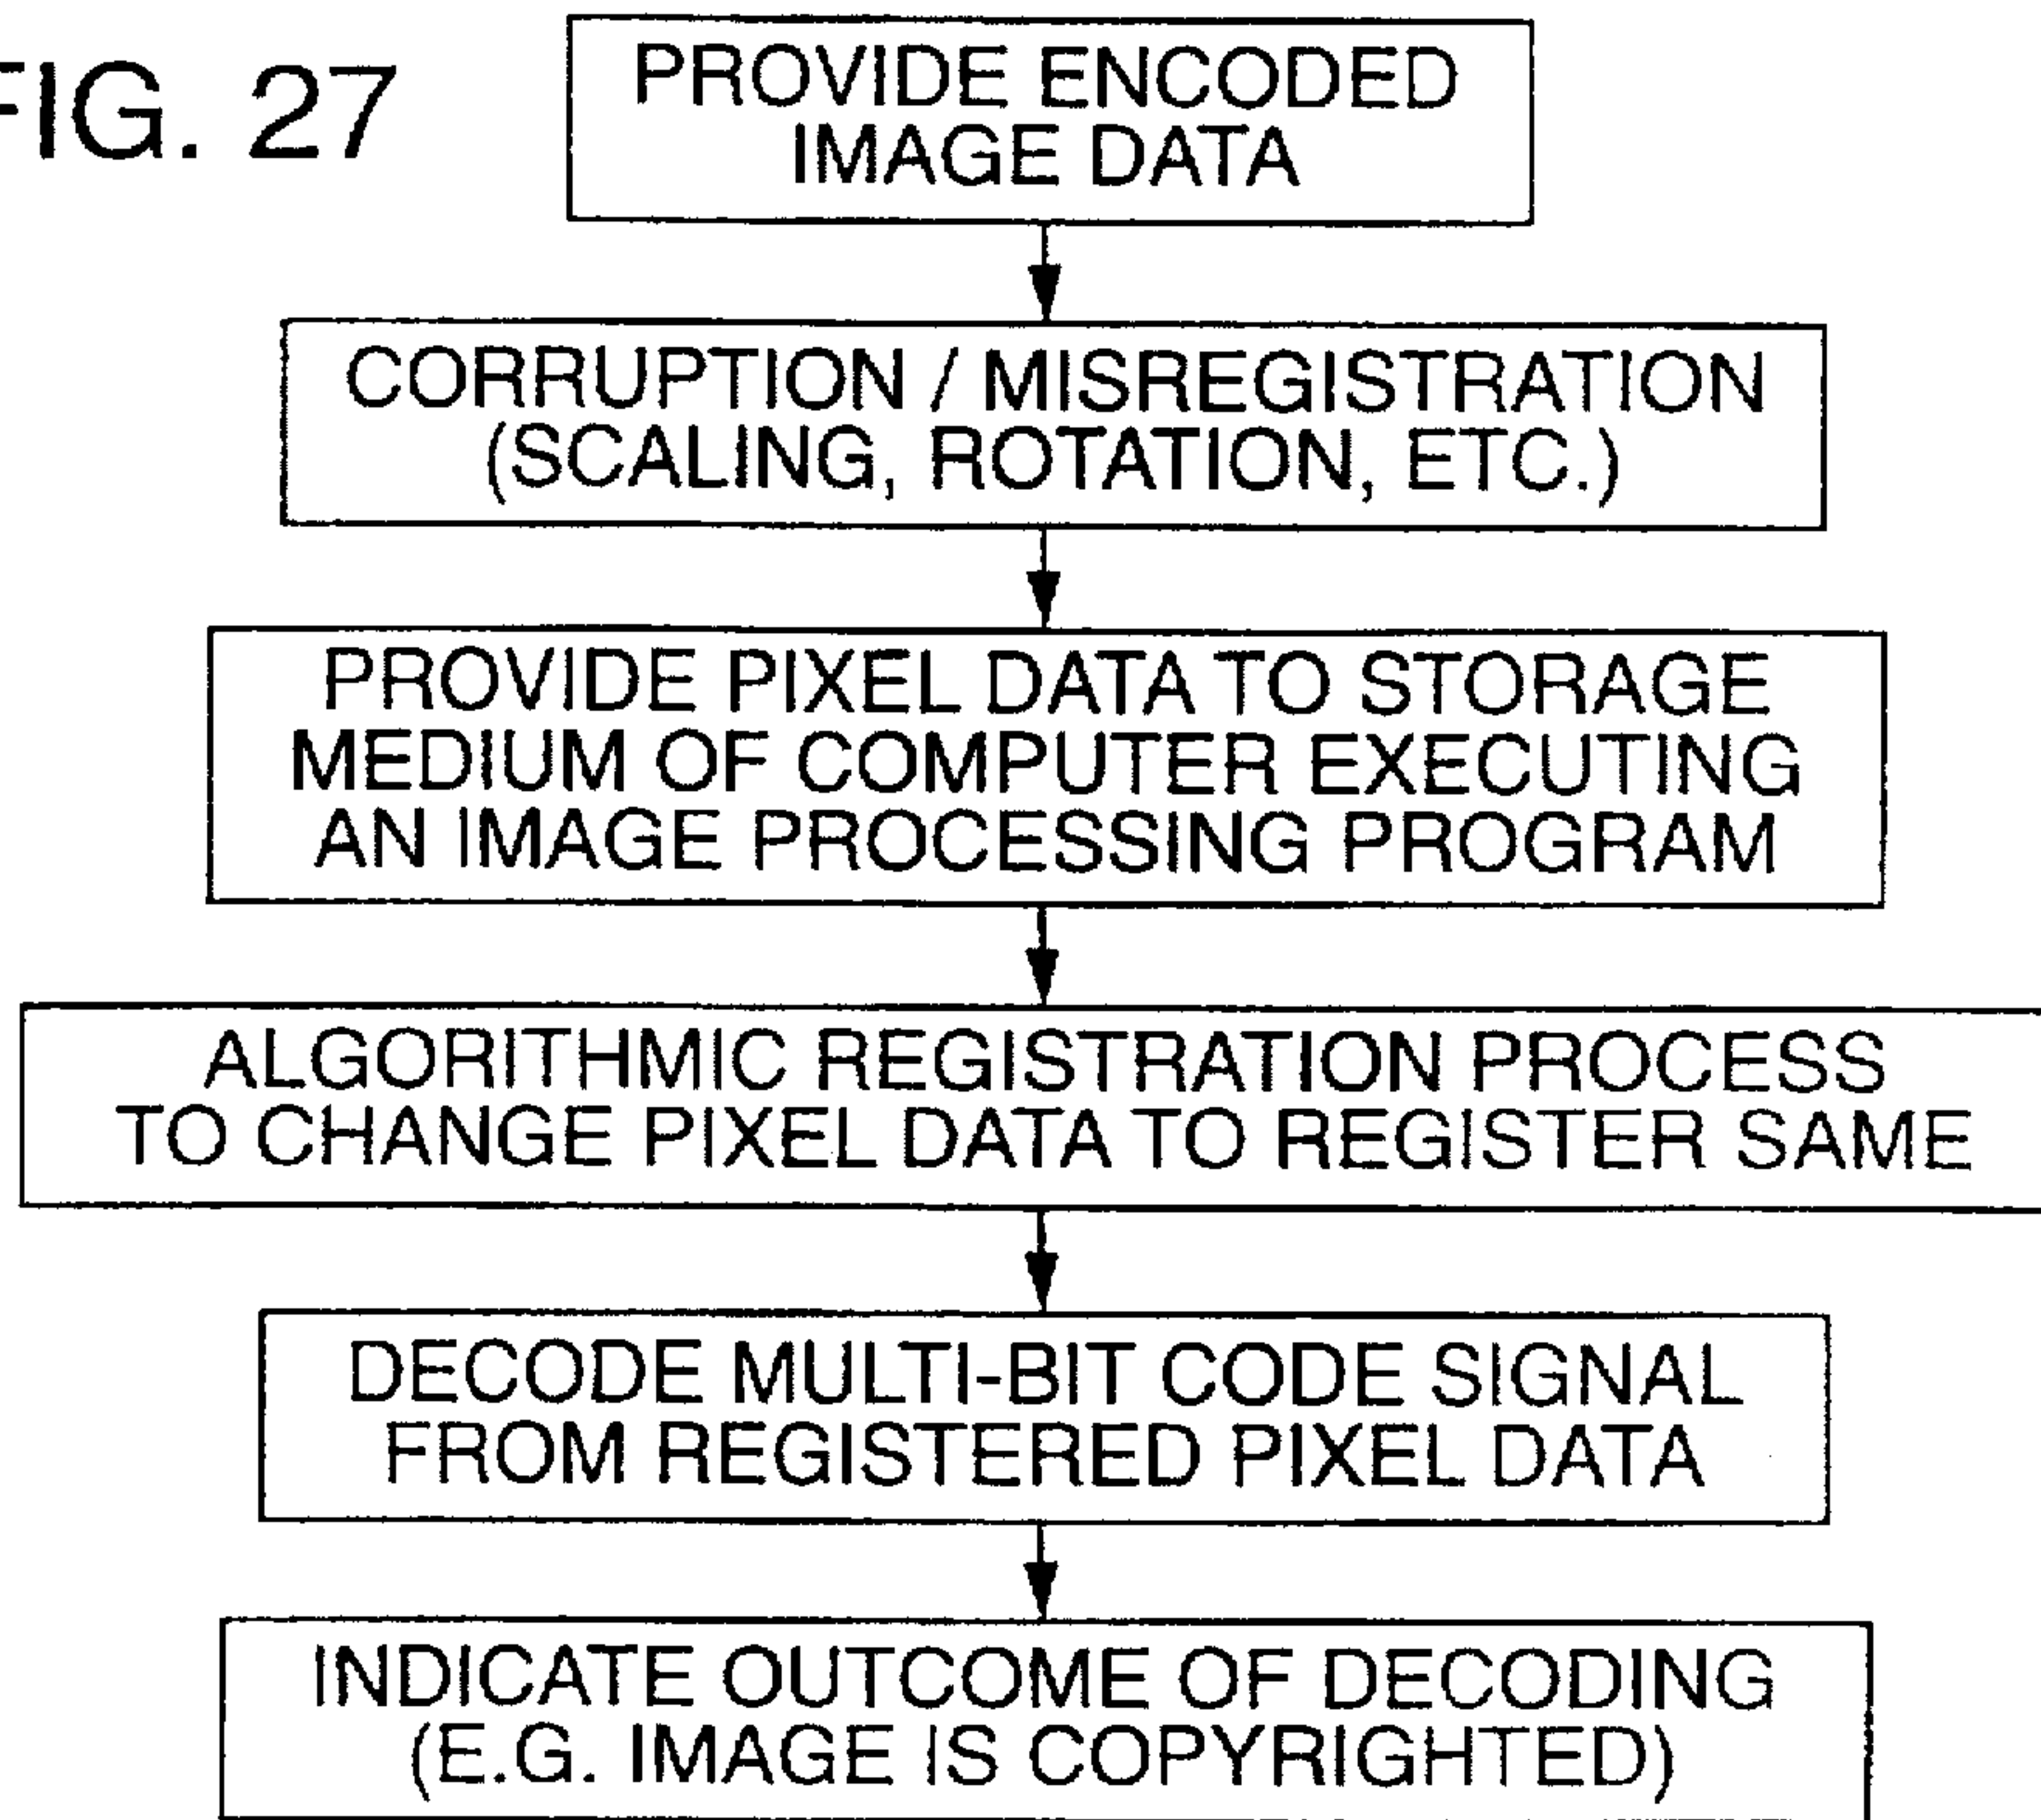 FIG. 27
PROVIDE ENCODED
IMAGE DATA
CORRUPTION / MISREGISTRATION
(SCALING, ROTATION, ETC.)
PROVIDE PIXEL DATA TO STORAGE
MEDIUM OF COMPUTER EXECUTING
AN IMAGE PROCESSING PROGRAM
ALGORITHMIC REGISTRATION PROCESS
TO CHANGE PIXEL DATA TO REGISTER SAME
DECODE MULTI-BIT CODE SIGNAL
FROM REGISTERED PIXEL DATA
INDICATE OUTCOME OF DECODING
(E.G. IMAGE IS COPYRIGHTED)